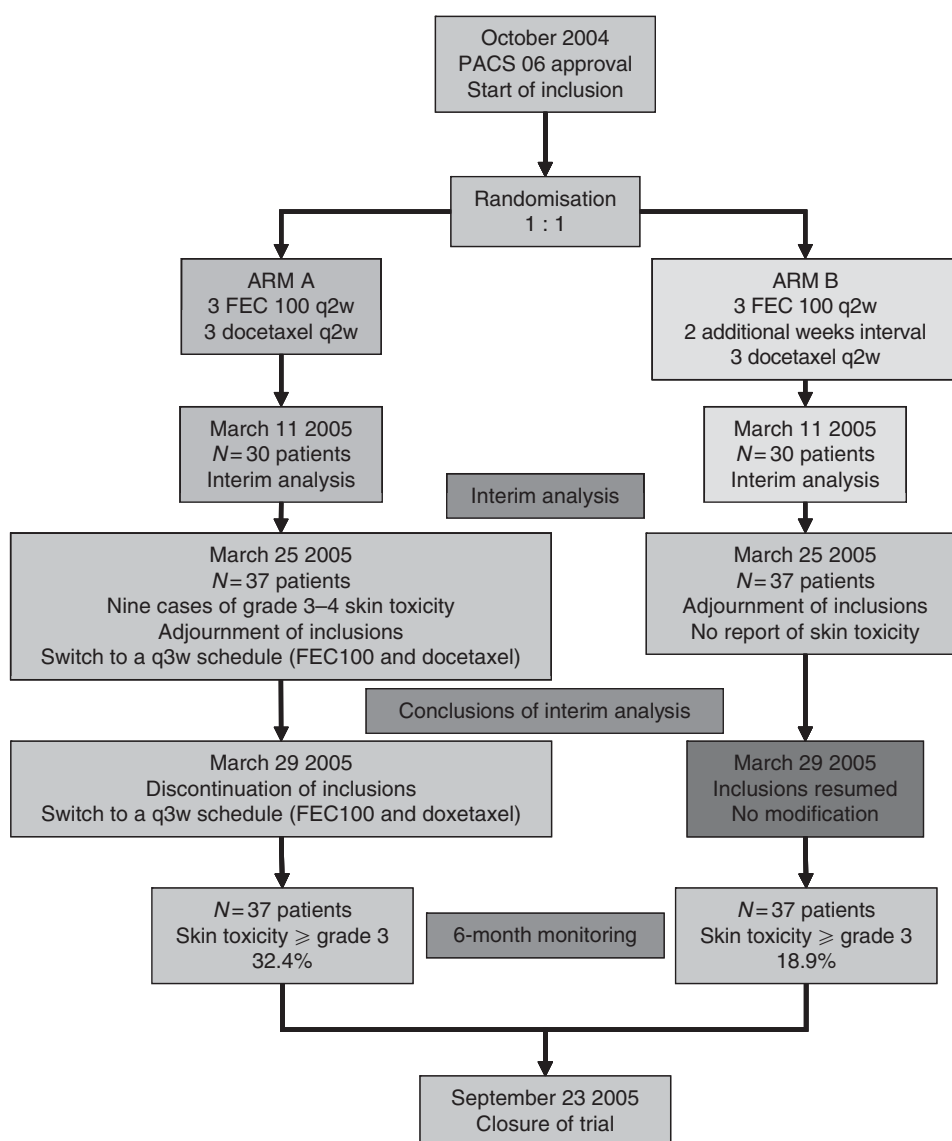 October 2004
PACS 06 approval
Start of inclusion
Randomisation
1 : 1
ARM A
3 FEC 100 q2w
3 docetaxel q2w
ARM B
3 FEC 100 q2w
2 additional weeks interval
3 docetaxel q2w
March 11 2005
N=30 patients
Interim analysis
March 11 2005
N=30 patients
Interim analysis
Interim analysis
March 25 2005
N=37 patients
Nine cases of grade 3–4 skin toxicity
Adjournment of inclusions
Switch to a q3w schedule (FEC100 and docetaxel)
March 25 2005
N=37 patients
Adjournment of inclusions
No report of skin toxicity
Conclusions of interim analysis
March 29 2005
Discontinuation of inclusions
Switch to a q3w schedule (FEC100 and doxetaxel)
March 29 2005
Inclusions resumed
No modification
N=37 patients
Skin toxicity ⩾ grade 3
32.4%
6-month monitoring
N=37 patients
Skin toxicity ⩾ grade 3
18.9%
September 23 2005
Closure of trial